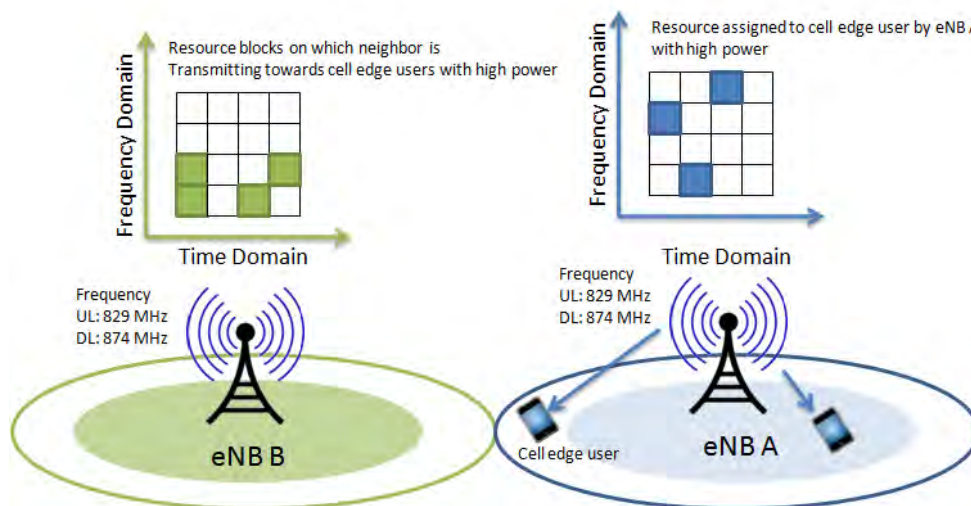 Resource blocks on which neighbor is
Transmitting towards cell edge users with high power
Frequency Domain
Time Domain
Resource assigned to cell edge user by eNB A
with high power
Frequency Domain
Time Domain
Frequency
UL: 829 MHz
DL: 874 MHz
Frequency
UL: 829 MHz
DL: 874 MHz
eNB B
Cell edge user
eNB A